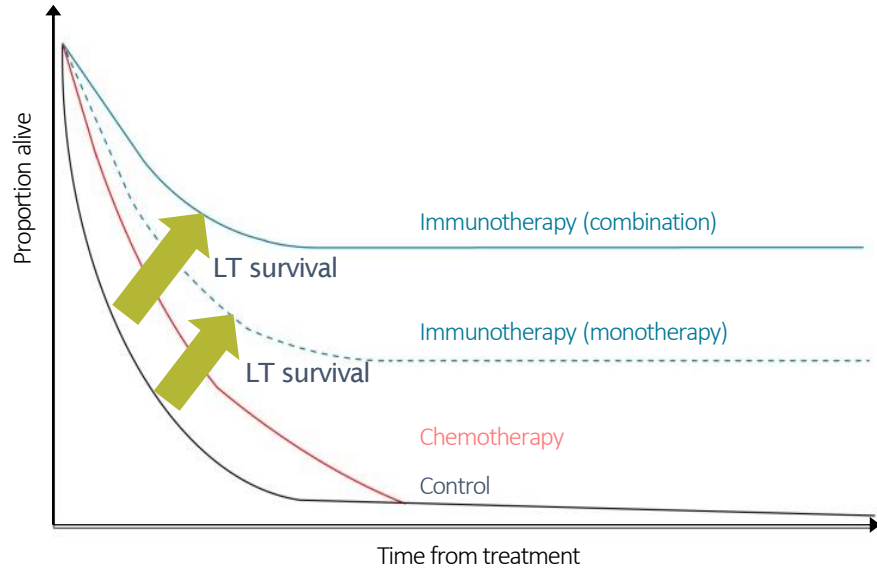 Proportion alive
Immunotherapy (combination)
LT survival
Immunotherapy (monotherapy)
LT survival
Chemotherapy
Control
Time from treatment